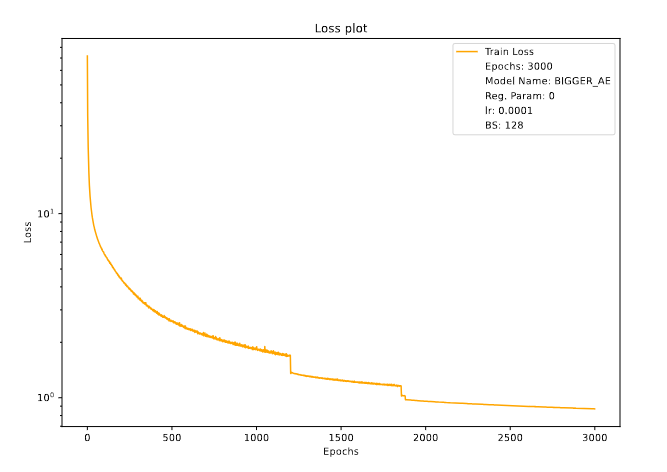 Loss plot
Train Loss
Epochs: 3000
Model Name: BIGGER_AE
Reg. Param: 0
lr: 0.0001
BS: 128
10¹
10⁰
Loss
0 500 1000 1500 2000 2500 3000
Epochs